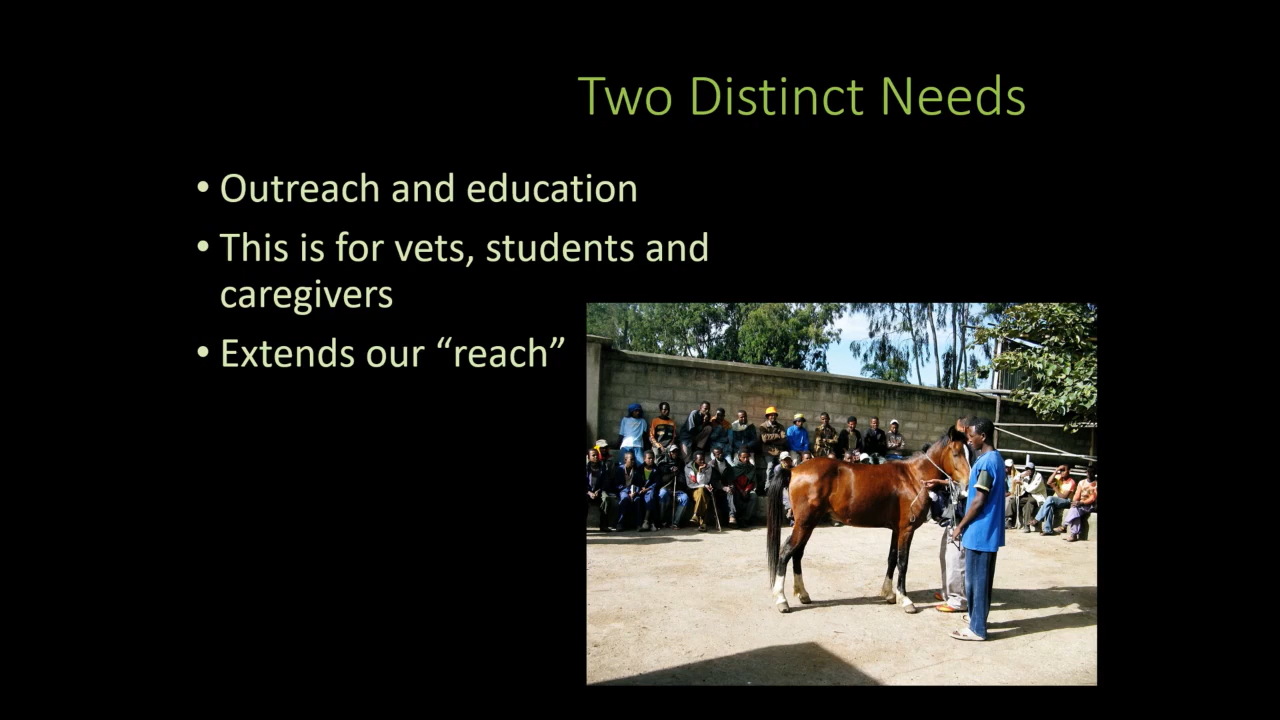 Two Distinct Needs
• Outreach and education
• This is for vets, students and
caregivers
• Extends our “reach”